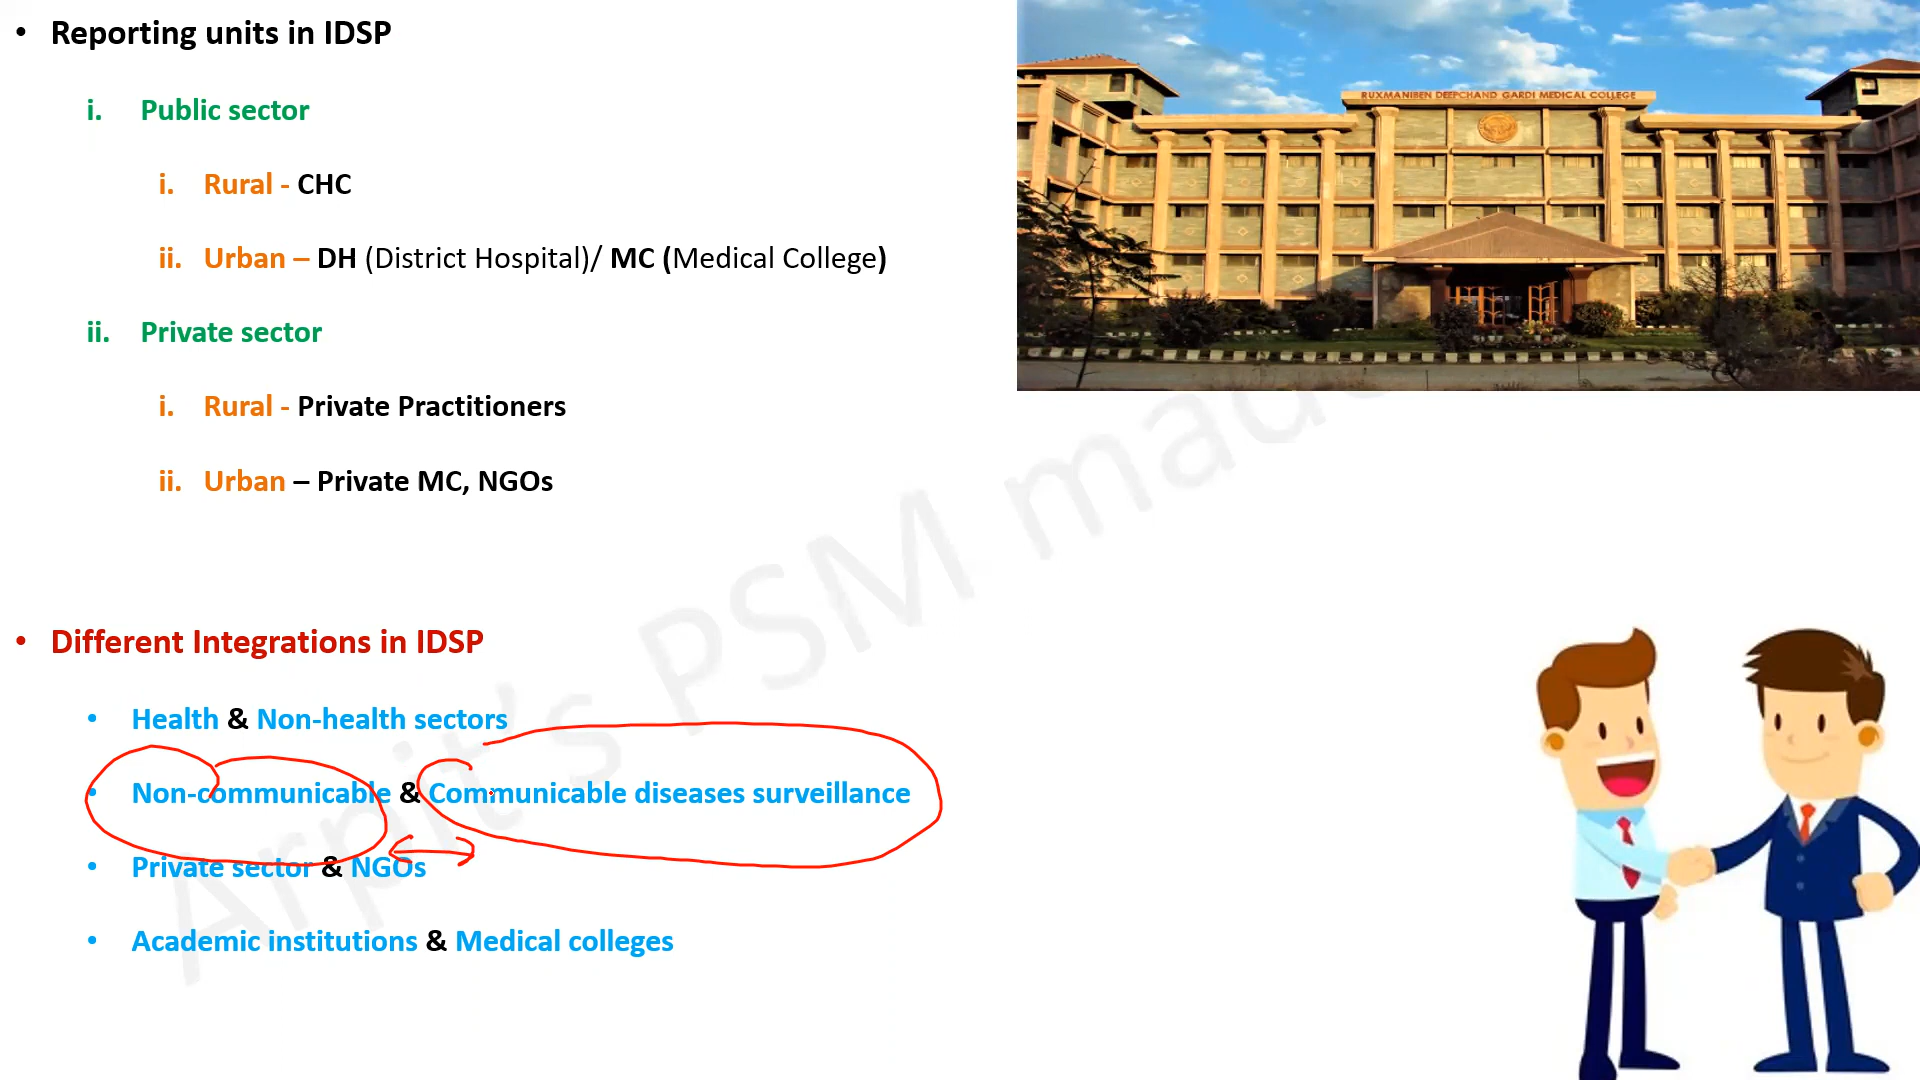 • Reporting units in IDSP
i. Public sector
i. Rural - CHC
ii. Urban – DH (District Hospital)/ MC (Medical College)
ii. Private sector
i. Rural - Private Practitioners
ii. Urban – Private MC, NGOs
RUXMANIBEN DEEPCHAND GARDI MEDICAL COLLEGE
• Different Integrations in IDSP
• Health & Non-health sectors
• Non-communicable & Communicable diseases surveillance
• Private sector & NGOs
• Academic institutions & Medical colleges
Arpit's PSM made